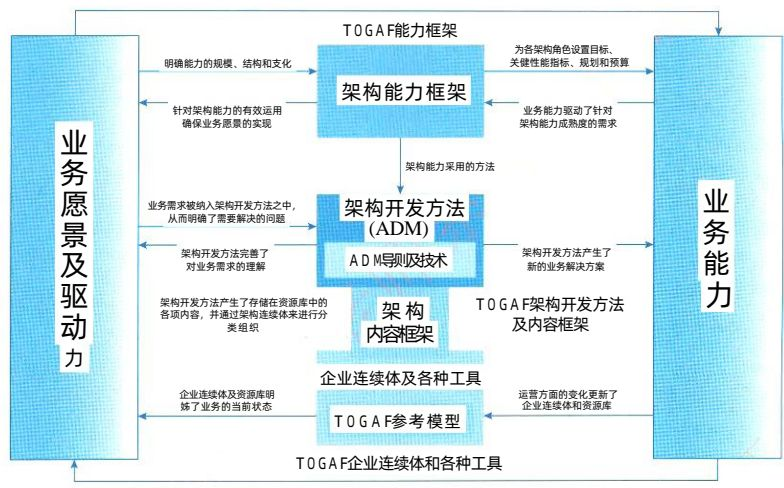 TOGAF能力框架
明确能力的规模、结构和支化
为各架构角色设置目标、
关健性能指标、规划和预算
架构能力框架
针对架构能力的有效运用
确保业务愿景的实现
业务能力驱动了针对
架构能力成熟度的需求
业务愿景及驱动力
业务能力
架构能力采用的方法
业务需求被纳入架构开发方法之中,
从而明确了需要解决的问题
架构开发方法
(ADM)
ADM导则及技术
架构开发方法完善了
对业务需求的理解
架构开发方法产生了
新的业务解决方案
架构开发方法产生了存储在资源库中的
各项内容，并通过架构连续体来进行分
类组织
架构
内容框架
TOGAF架构开发方法
及内容框架
企业连续体及各种工具
企业连续体及资源库明
姊了业务的当前状态
TOGAF参考模型
运营方面的变化更新了
企业连续体和资源库
TOGAF企业连续体和各种工具